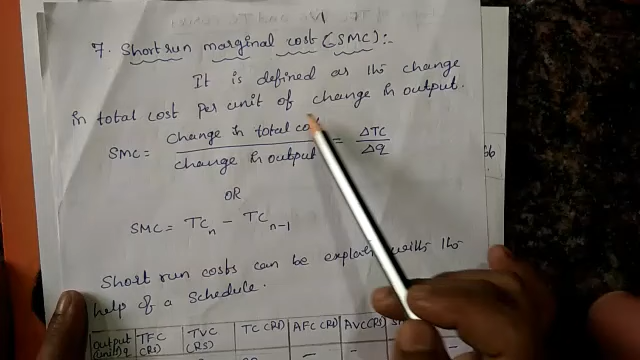 7. Short run marginal cost (SMC):-
It is defined as the change
in total cost per unit of change in output.
SMC = change in total cost / change in output = ΔTC / Δq
OR
SMC = TCn - TCn-1
Short run costs can be explain with the
help of a schedule.
output (units) q TFC (RS) TVC (RS) TC (RS) AFC (RS) AVC (RS)